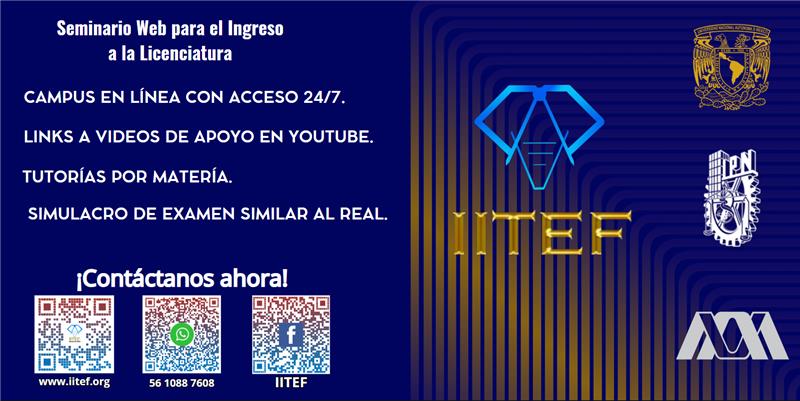 Seminario Web para el Ingreso
a la Licenciatura
CAMPUS EN LÍNEA CON ACCESO 24/7.
LINKS A VIDEOS DE APOYO EN YOUTUBE.
TUTORÍAS POR MATERÍA.
SIMULACRO DE EXAMEN SIMILAR AL REAL.
¡Contáctanos ahora!
www.iitef.org
56 1088 7608
IITEF
IITEF
IPN